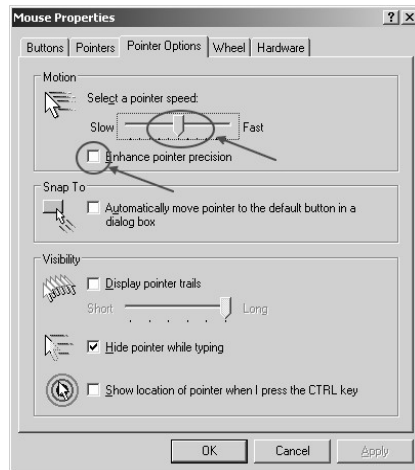 Mouse Properties
? X
Buttons Pointers Pointer Options Wheel Hardware
Motion
Select a pointer speed:
Slow Fast
Enhance pointer precision
Snap To
Automatically move pointer to the default button in a
dialog box
Visibility
Display pointer trails
Short Long
Hide pointer while typing
Show location of pointer when I press the CTRL key
OK Cancel Apply